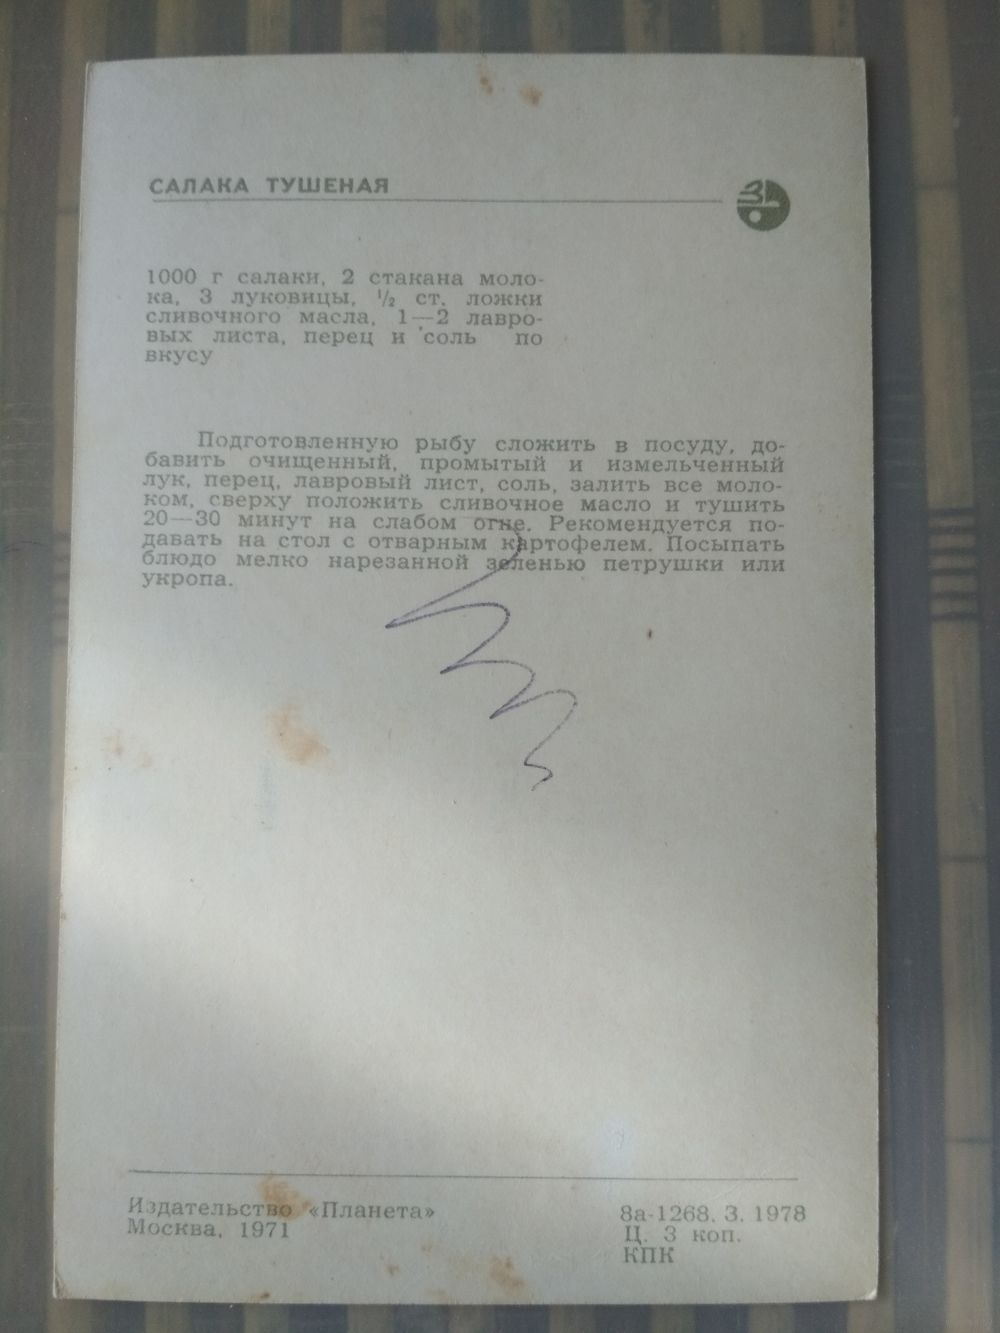 САЛАКА ТУШЕНАЯ
1000 г салаки, 2 стакана моло-
ка, 3 луковицы, ½ ст. ложки
сливочного масла, 1—2 лавро-
вых листа, перец и соль по
вкусу
Подготовленную рыбу сложить в посуду, до-
бавить очищенный, промытый и измельченный
лук, перец, лавровый лист, соль, залить все моло-
ком, сверху положить сливочное масло и тушить
20—30 минут на слабом огне. Рекомендуется по-
давать на стол с отварным картофелем. Посыпать
блюдо мелко нарезанной зеленью петрушки или
укропа.
Издательство «Планета»
Москва, 1971
8а-1268. З. 1978
Ц. 3 коп.
КПК